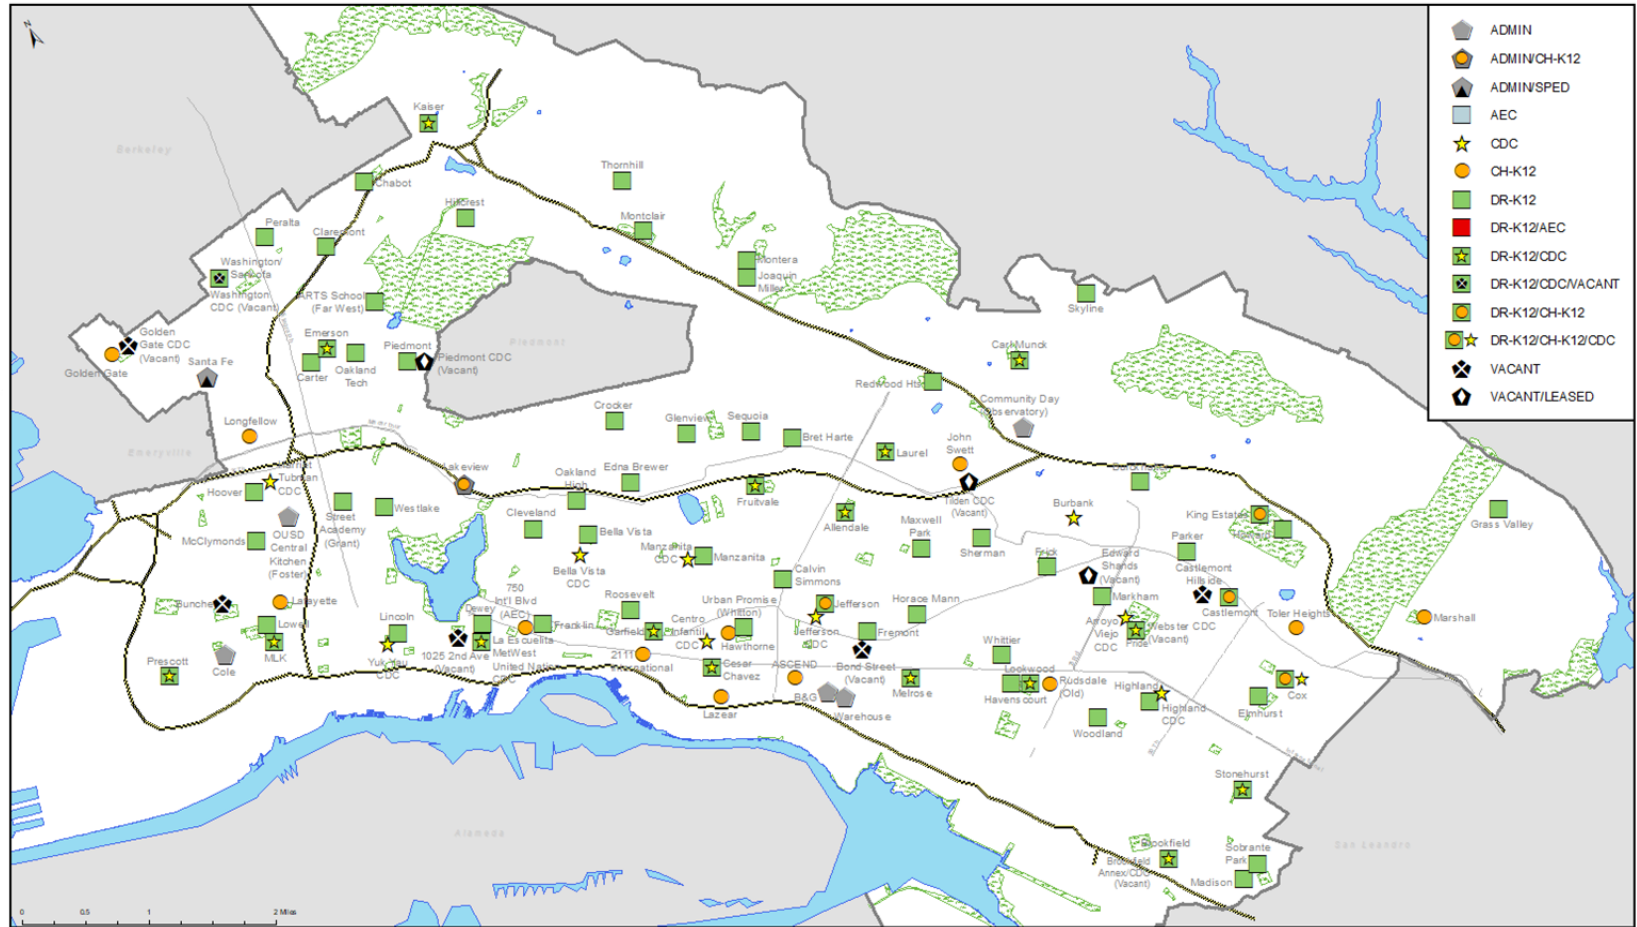 N
ADMIN
ADMIN/CH-K12
ADMIN/SPED
AEC
CDC
CH-K12
DR-K12
DR-K12/AEC
DR-K12/CDC
DR-K12/CDC/VACANT
DR-K12/CH-K12
DR-K12/CH-K12/CDC
VACANT
VACANT/LEASED
Kaiser
Berkeley
Thornhill
Chabot
Hillcrest
Montclair
Peralta
Claremont
Washington/
Sankofa
Washington
CDC (Vacant)
Montera
Joaquin
Miller
ARTS School
(Far West)
Skyline
Golden
Gate CDC
(Vacant)
Golden Gate
Santa Fe
Emerson
Carter
Oakland
Tech
Piedmont
Piedmont CDC
(Vacant)
Piedmont
Carl Munck
Redwood Hts
Community Day
(Observatory)
Crocker
Glenview
Sequoia
Bret Harte
Laurel
John
Swett
Longfellow
Emeryville
Lakeview
Tubman
CDC
Hoover
Oakland
High
Edna Brewer
Fruitvale
Tilden CDC
(Vacant)
Burbank
King Estates
Grass Valley
Street
Academy
(Grant)
Westlake
McClymonds
OUSD
Central
Kitchen
(Foster)
Cleveland
Bella Vista
Bella Vista
CDC
Manzanita
CDC
Manzanita
Allendale
Maxwell
Park
Sherman
Frick
Edward
Shands
(Vacant)
Parker
Castlemont
Hillside
Castlemont
Calvin
Simmons
Markham
Toler Heights
Marshall
Bunche
Lafayette
Lowell
MLK
Cole
Prescott
Lincoln
Yuk Yau
CDC
750
Int'l Blvd
(AEC)
Dewey
Franklin
1025 2nd Ave
(Vacant)
La Escuelita
MetWest
United Nation
CDC
Roosevelt
Garfield
2111
International
Centro
Infantil
CDC
Urban Promise
(Whitton)
Hawthorne
Cesar
Chavez
Lazear
Jefferson
Jefferson
CDC
Horace Mann
Fremont
Bond Street
(Vacant)
ASCEND
B&G
Warehouse
Melrose
Whittier
Lockwood
Havenscourt
Rudsdale
(Old)
Arroyo
Viejo
CDC
Pride
Webster CDC
(Vacant)
Highland
Highland
CDC
Woodland
Elmhurst
Cox
Stonehurst
Brookfield
Brookfield
Annex/CDC
(Vacant)
Sobrante
Park
Madison
Alameda
San Leandro
0 0.5 1 2 Miles